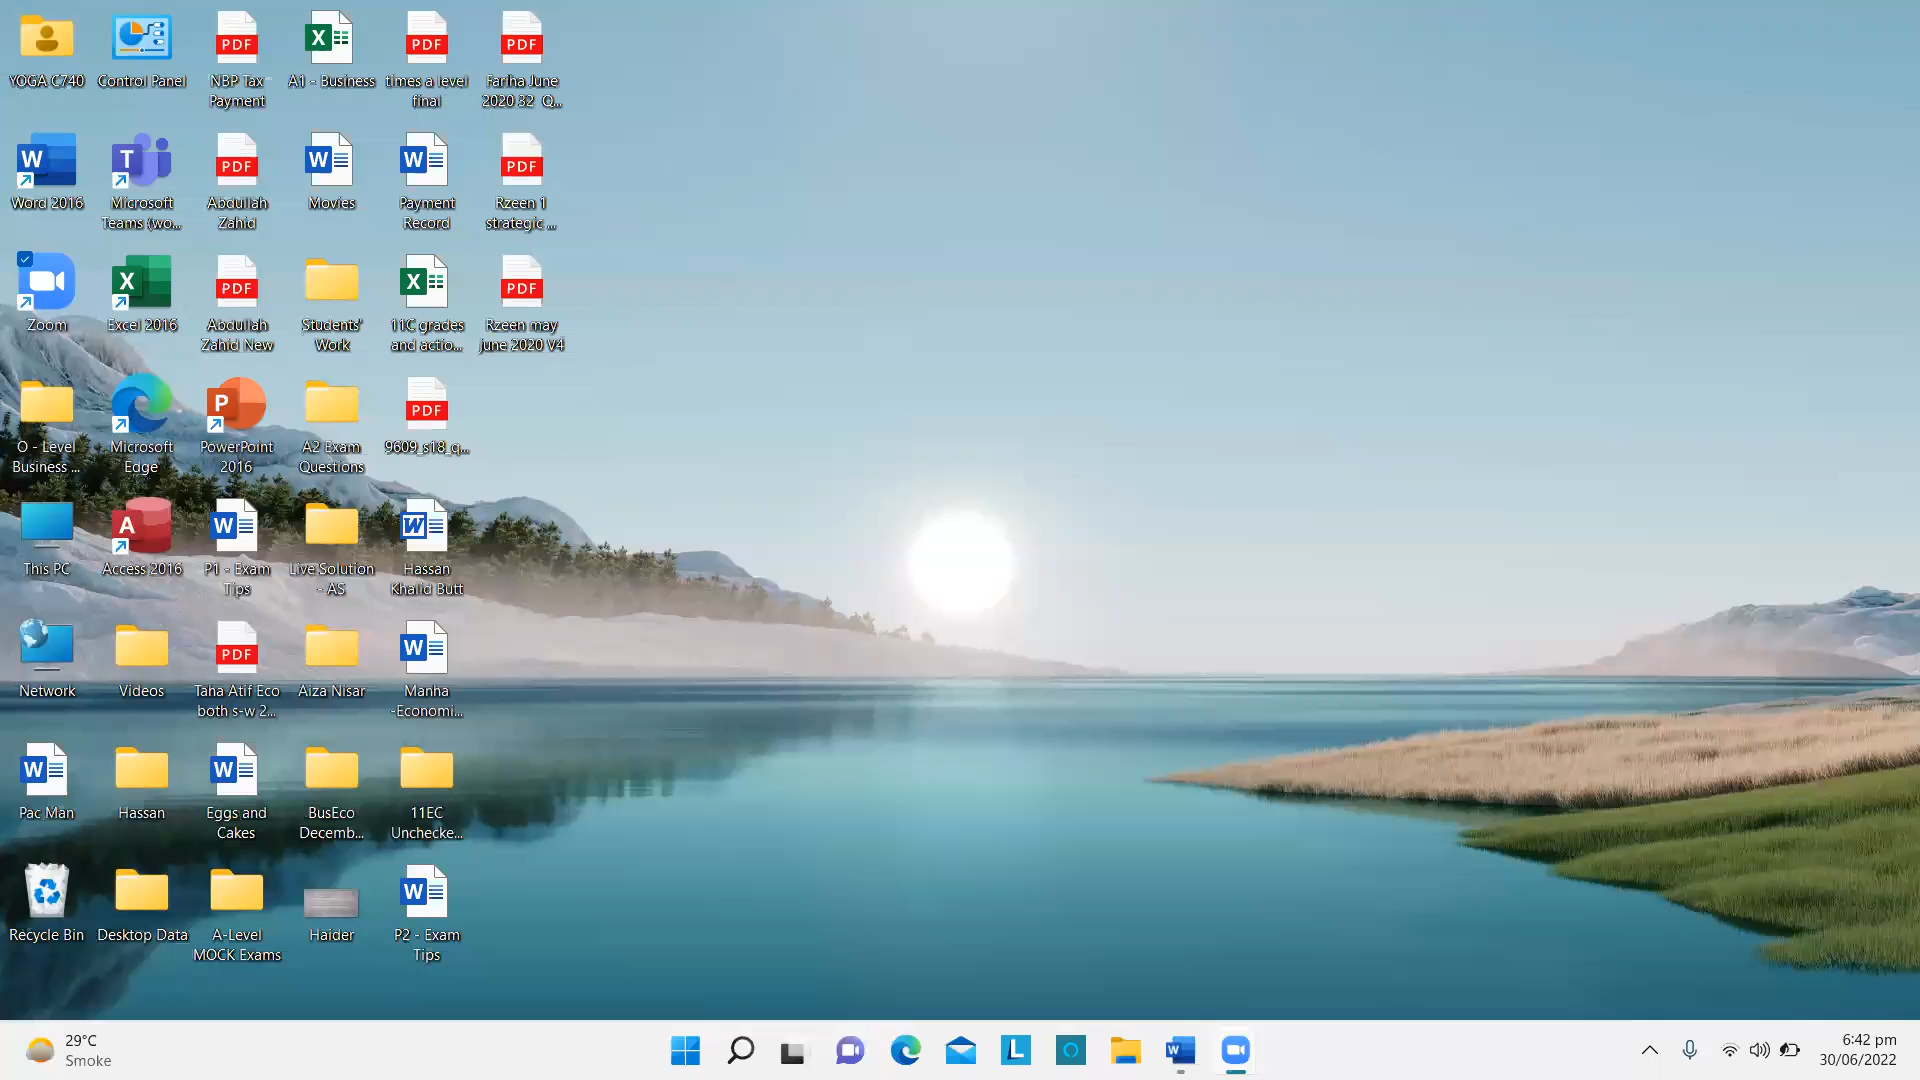 YOGA C740
Control Panel
NBP Tax
Payment
A1 - Business
times a level
final
Fariha June
2020 32 Q...
Word 2016
Microsoft
Teams (wo...
Abdullah
Zahid
Movies
Payment
Record
Rzeen 1
strategic ...
Zoom
Excel 2016
Abdullah
Zahid New
Students'
Work
11C grades
and actio...
Rzeen may
june 2020 V4
O - Level
Business ...
Microsoft
Edge
PowerPoint
2016
A2 Exam
Questions
9609_s18_q...
This PC
Access 2016
P1 - Exam
Tips
Live Solution
- AS
Hassan
Khalid Butt
Network
Videos
Taha Atif Eco
both s-w 2...
Aiza Nisar
Manha
-Economi...
Pac Man
Hassan
Eggs and
Cakes
BusEco
Decemb...
11EC
Unchecke...
Recycle Bin
Desktop Data
A-Level
MOCK Exams
Haider
P2 - Exam
Tips
29°C
Smoke
6:42 pm
30/06/2022